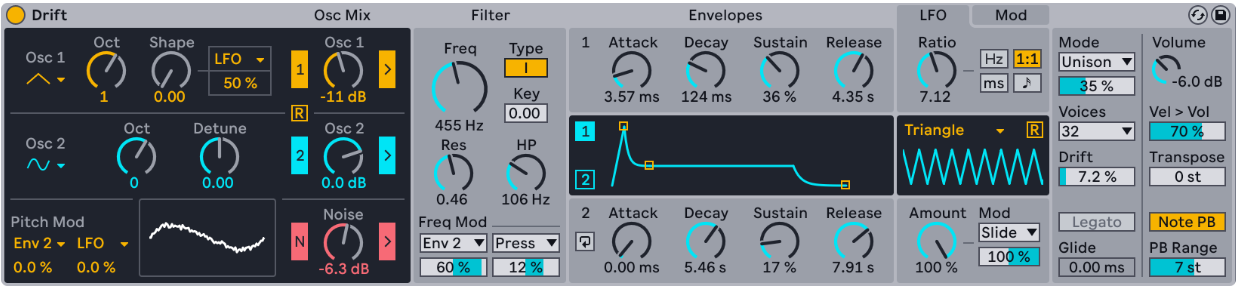 Drift
Osc Mix
Filter
Envelopes
LFO
Mod
Osc 1
Oct
1
Shape
0.00
LFO
50 %
1
Osc 1
-11 dB
R
Osc 2
Oct
0
Detune
0.00
2
Osc 2
0.0 dB
Pitch Mod
Env 2
LFO
0.0 %
0.0 %
N
Noise
-6.3 dB
Freq
455 Hz
Type
I
Key
0.00
Res
0.46
HP
106 Hz
Freq Mod
Env 2
Press
60 %
12 %
1
Attack
3.57 ms
Decay
124 ms
Sustain
36 %
Release
4.35 s
1
2
2
Attack
0.00 ms
Decay
5.46 s
Sustain
17 %
Release
7.91 s
Ratio
7.12
Hz
1:1
ms
Triangle
R
Amount
100 %
Mod
Slide
100 %
Mode
Unison
35 %
Voices
32
Drift
7.2 %
Legato
Glide
0.00 ms
Volume
-6.0 dB
Vel > Vol
70 %
Transpose
0 st
Note PB
PB Range
7 st